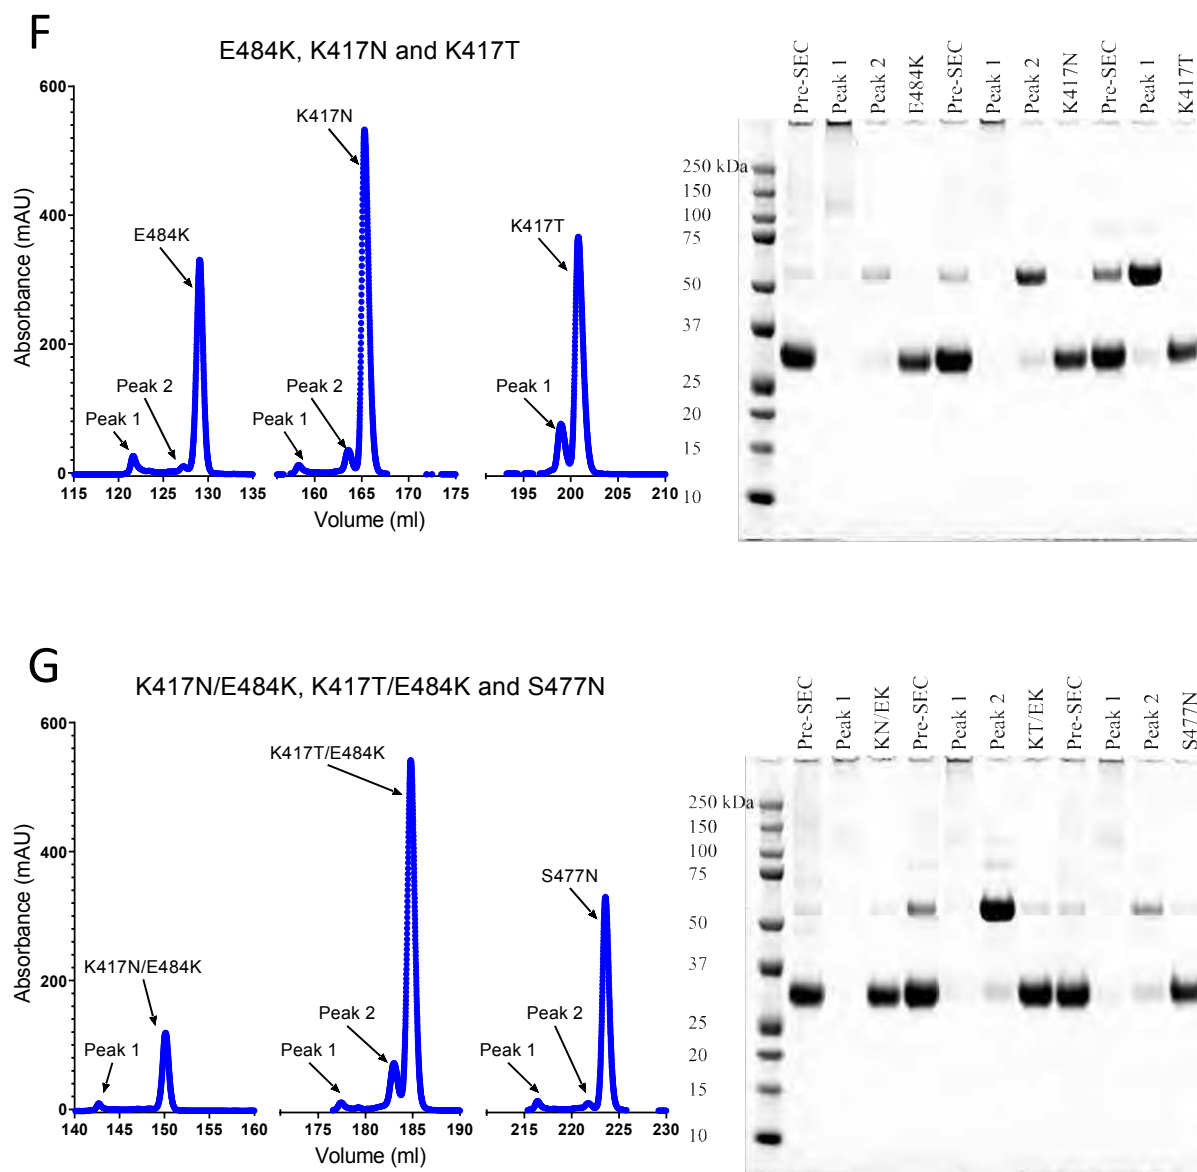 F
E484K, K417N and K417T
600
400
200
0
Absorbance (mAU)
K417N
E484K
K417T
Peak 2
Peak 1
Peak 2
Peak 1
Peak 1
115 120 125 130 135 160 165 170 175 195 200 205 210
Volume (ml)
Pre-SEC Peak 1 Peak 2 E484K Pre-SEC Peak 1 Peak 2 K417N Pre-SEC Peak 1 K417T
250 kDa
150
100
75
50
37
25
20
15
10
G
K417N/E484K, K417T/E484K and S477N
600
400
200
0
Absorbance (mAU)
K417T/E484K
S477N
K417N/E484K
Peak 2
Peak 2
Peak 1
Peak 1
Peak 1
140 145 150 155 160 175 180 185 190 215 220 225 230
Volume (ml)
Pre-SEC Peak 1 KN/EK Pre-SEC Peak 1 Peak 2 KT/EK Pre-SEC Peak 1 Peak 2 S477N
250 kDa
150
100
75
50
37
25
20
15
10